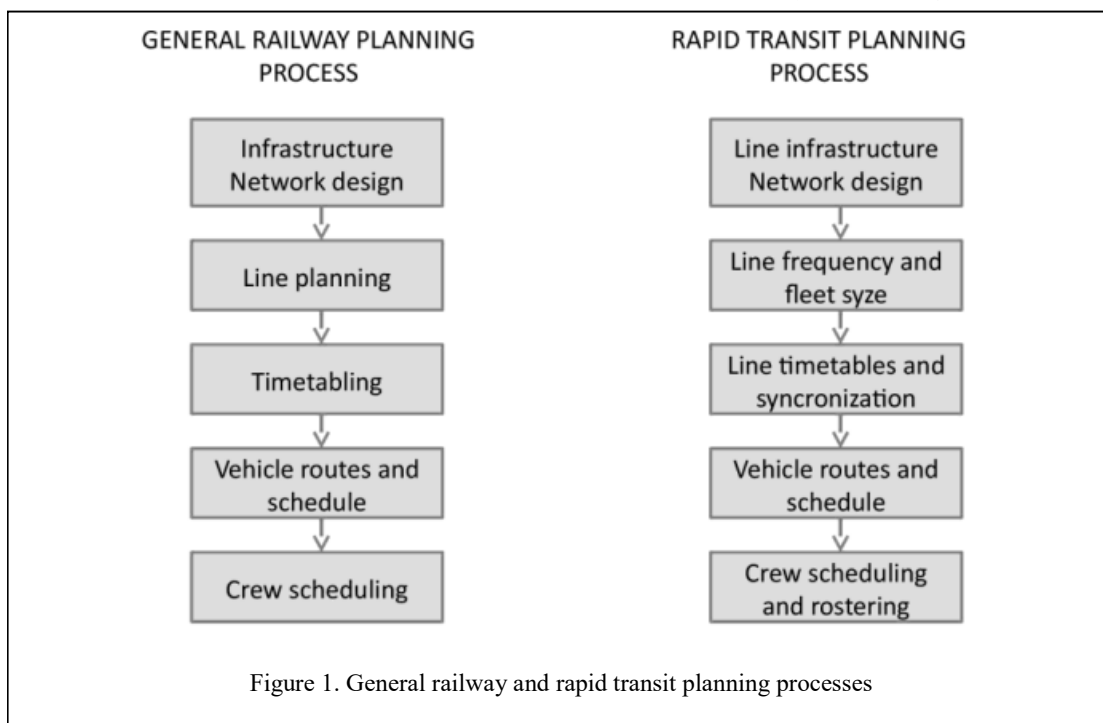 GENERAL RAILWAY PLANNING
PROCESS
Infrastructure
Network design
Line planning
Timetabling
Vehicle routes and
schedule
Crew scheduling
RAPID TRANSIT PLANNING
PROCESS
Line infrastructure
Network design
Line frequency and
fleet syze
Line timetables and
syncronization
Vehicle routes and
schedule
Crew scheduling
and rostering
Figure 1. General railway and rapid transit planning processes